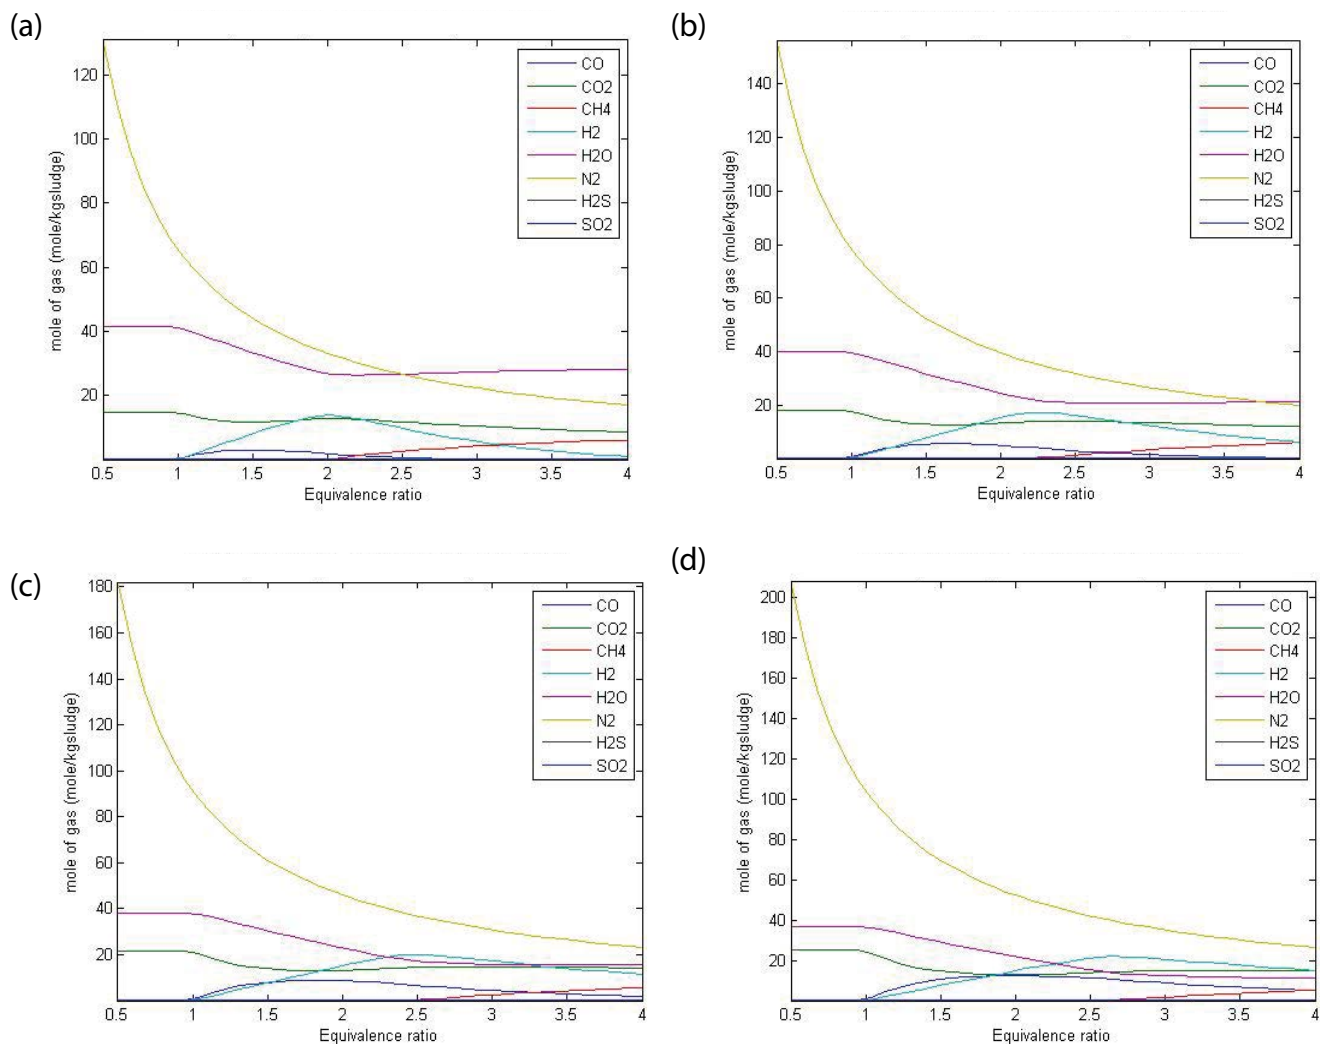 (a)
120
100
80
60
40
20
mole of gas (mole/kgsludge)
CO
CO2
CH4
H2
H2O
N2
H2S
SO2
0.5 1 1.5 2 2.5 3 3.5 4
Equivalence ratio
(b)
140
120
100
80
60
40
20
mole of gas (mole/kgsludge)
CO
CO2
CH4
H2
H2O
N2
H2S
SO2
0.5 1 1.5 2 2.5 3 3.5 4
Equivalence ratio
(c)
180
160
140
120
100
80
60
40
20
mole of gas (mole/kgsludge)
CO
CO2
CH4
H2
H2O
N2
H2S
SO2
0.5 1 1.5 2 2.5 3 3.5 4
Equivalence ratio
(d)
200
180
160
140
120
100
80
60
40
20
mole of gas (mole/kgsludge)
CO
CO2
CH4
H2
H2O
N2
H2S
SO2
0.5 1 1.5 2 2.5 3 3.5 4
Equivalence ratio